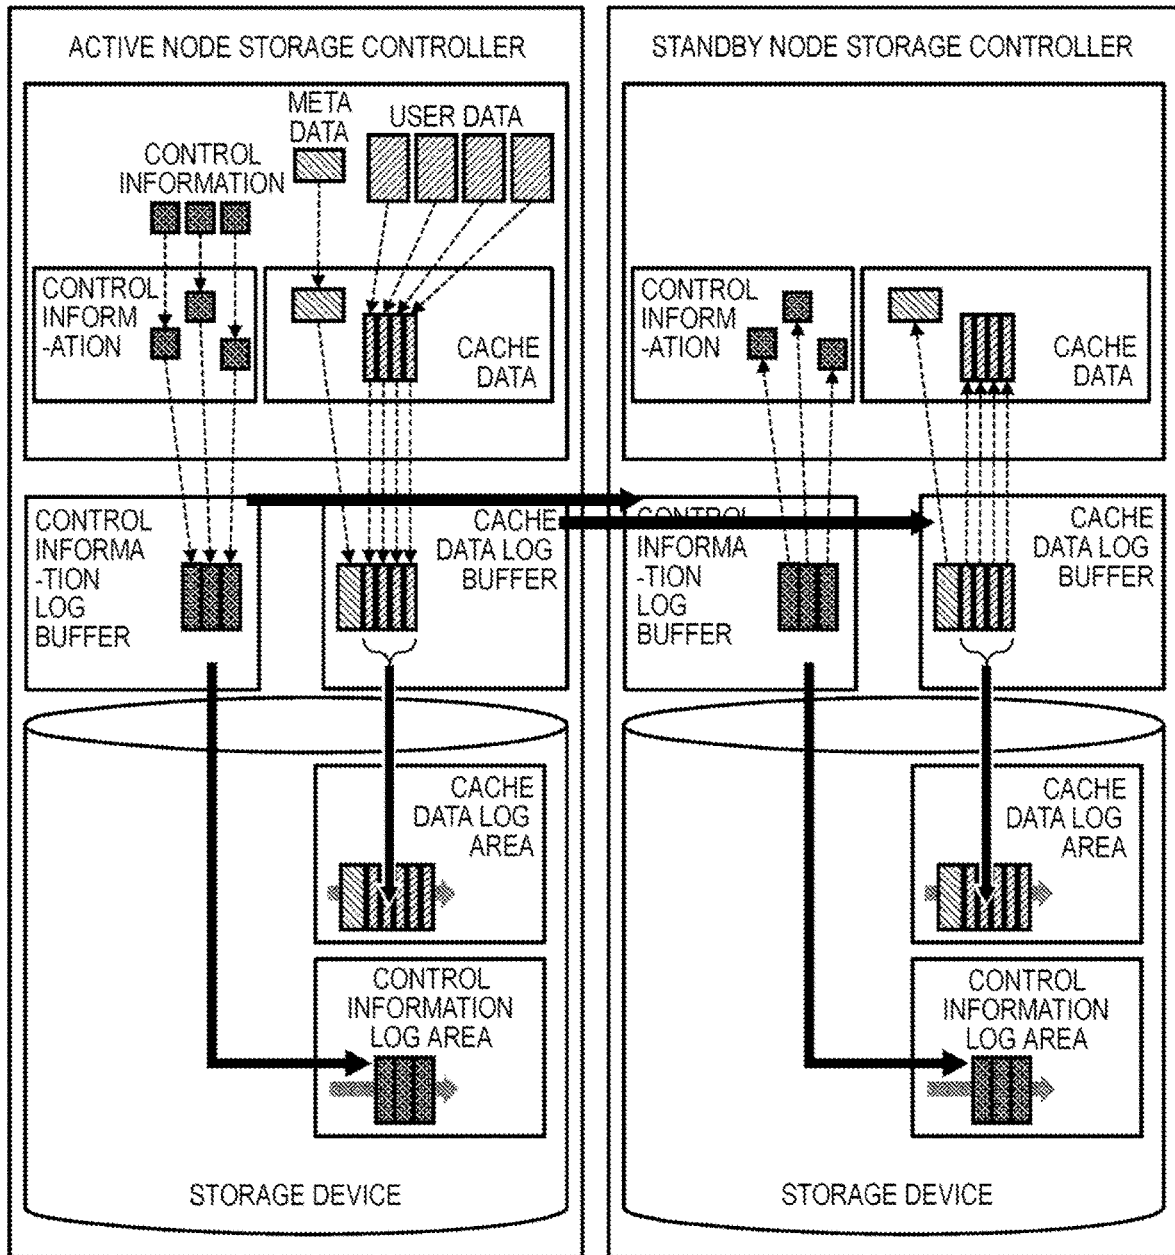 ACTIVE NODE STORAGE CONTROLLER
META
DATA
USER DATA
CONTROL
INFORMATION
CONTROL
INFORM
-ATION
CACHE
DATA
CONTROL
INFORMA
-TION
LOG
BUFFER
CACHE
DATA LOG
BUFFER
CACHE
DATA LOG
AREA
CONTROL
INFORMATION
LOG AREA
STORAGE DEVICE
STANDBY NODE STORAGE CONTROLLER
CONTROL
INFORM
-ATION
CACHE
DATA
CONTROL
INFORMA
-TION
LOG
BUFFER
CACHE
DATA LOG
BUFFER
CACHE
DATA LOG
AREA
CONTROL
INFORMATION
LOG AREA
STORAGE DEVICE